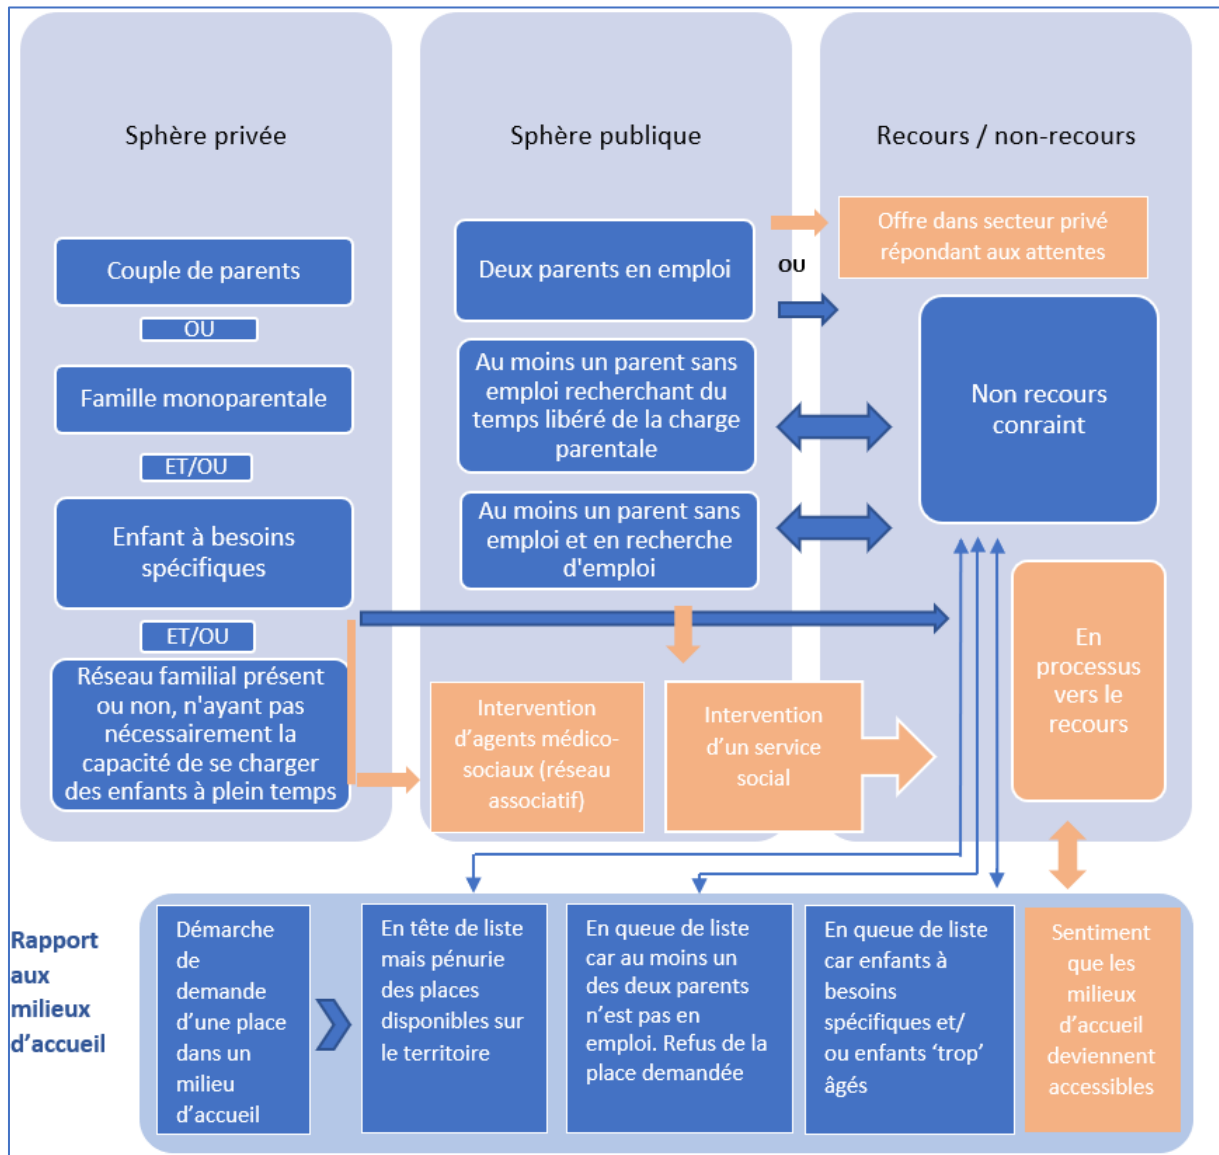 Sphère privée
Couple de parents
OU
Famille monoparentale
ET/OU
Enfant à besoins
spécifiques
ET/OU
Réseau familial présent
ou non, n'ayant pas
nécessairement la
capacité de se charger
des enfants à plein temps
Sphère publique
Deux parents en emploi
OU
Au moins un parent sans
emploi recherchant du
temps libéré de la charge
parentale
Au moins un parent sans
emploi et en recherche
d'emploi
Intervention
d’agents médico-
sociaux (réseau
associatif)
Intervention
d’un service
social
Recours / non-recours
Offre dans secteur privé
répondant aux attentes
Non recours
conraint
En
processus
vers le
recours
Rapport
aux
milieux
d’accueil
Démarche
de
demande
d’une place
dans un
milieu
d’accueil
En tête de liste
mais pénurie
des places
disponibles sur
le territoire
En queue de liste
car au moins un
des deux parents
n’est pas en
emploi. Refus de la
place demandée
En queue de liste
car enfants à
besoins
spécifiques et/
ou enfants ‘trop’
âgés
Sentiment
que les
milieux
d’accueil
deviennent
accessibles